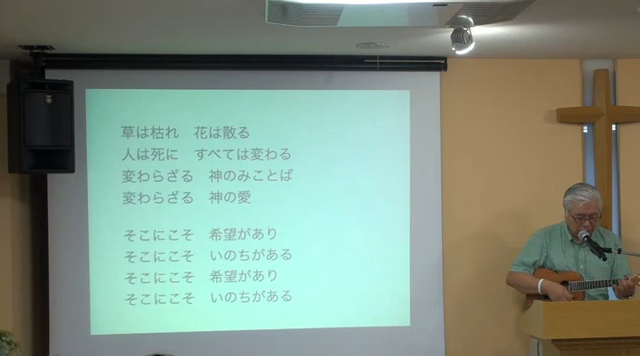 草は枯れ　花は散る
人は死に　すべては変わる
変わらざる　神のみことば
変わらざる　神の愛
そこにこそ　希望があり
そこにこそ　いのちがある
そこにこそ　希望があり
そこにこそ　いのちがある